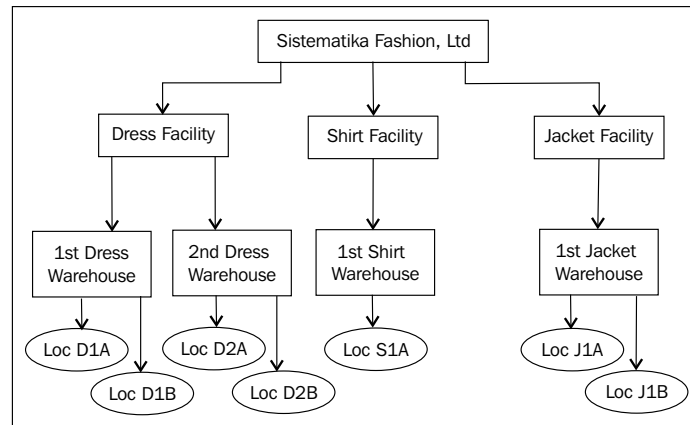 Sistematika Fashion, Ltd
Dress Facility
Shirt Facility
Jacket Facility
1st Dress
Warehouse
2nd Dress
Warehouse
1st Shirt
Warehouse
1st Jacket
Warehouse
Loc D1A
Loc D2A
Loc S1A
Loc J1A
Loc D1B
Loc D2B
Loc J1B